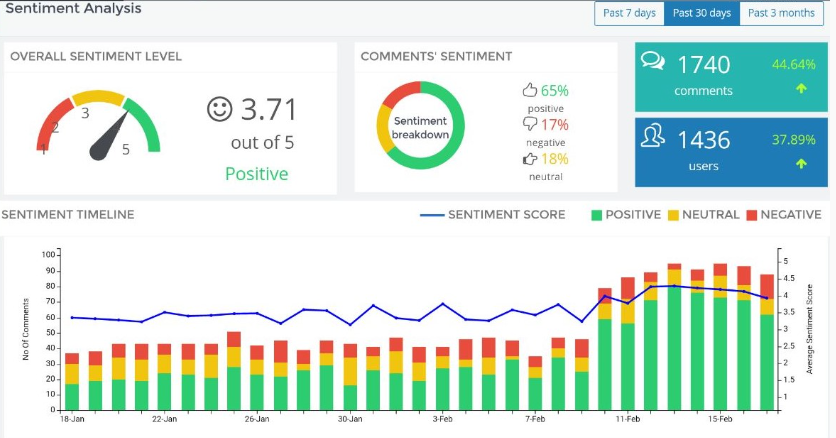 Sentiment Analysis
Past 7 days Past 30 days Past 3 months
OVERALL SENTIMENT LEVEL
1 2 3 5
3.71
out of 5
Positive
COMMENTS' SENTIMENT
Sentiment
breakdown
65%
positive
17%
negative
18%
neutral
1740 44.64%
comments
1436 37.89%
users
SENTIMENT TIMELINE
SENTIMENT SCORE POSITIVE NEUTRAL NEGATIVE
No Of Comments
100
90
80
70
60
50
40
30
20
10
0
18-Jan 22-Jan 26-Jan 30-Jan 3-Feb 7-Feb 11-Feb 15-Feb
5
4.5
4
3.5
3
2.5
2
1.5
1
Average Sentiment Score